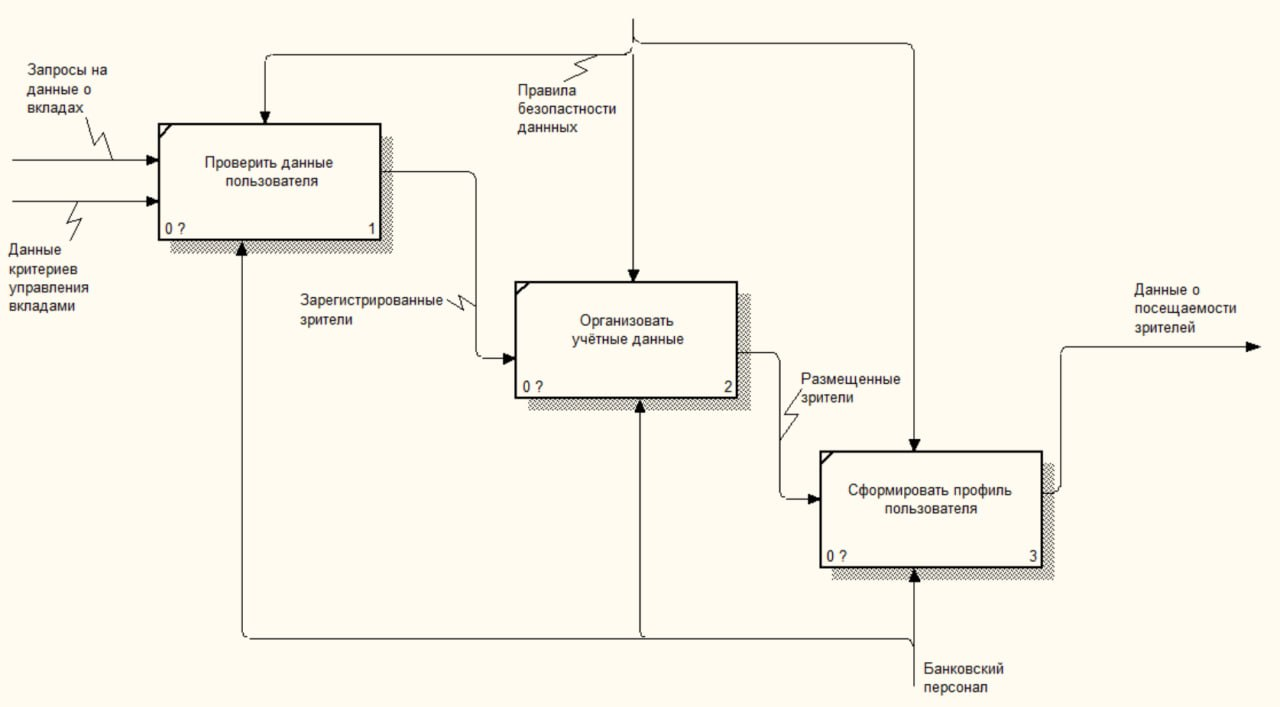 Запросы на
данные о
вкладах
Правила
безопастности
даннных
Проверить данные
пользователя
0 ?
1
Данные
критериев
управления
вкладами
Зарегистрированные
зрители
Организовать
учётные данные
0 ?
2
Данные о
посещаемости
зрителей
Размещенные
зрители
Сформировать профиль
пользователя
0 ?
3
Банковский
персонал